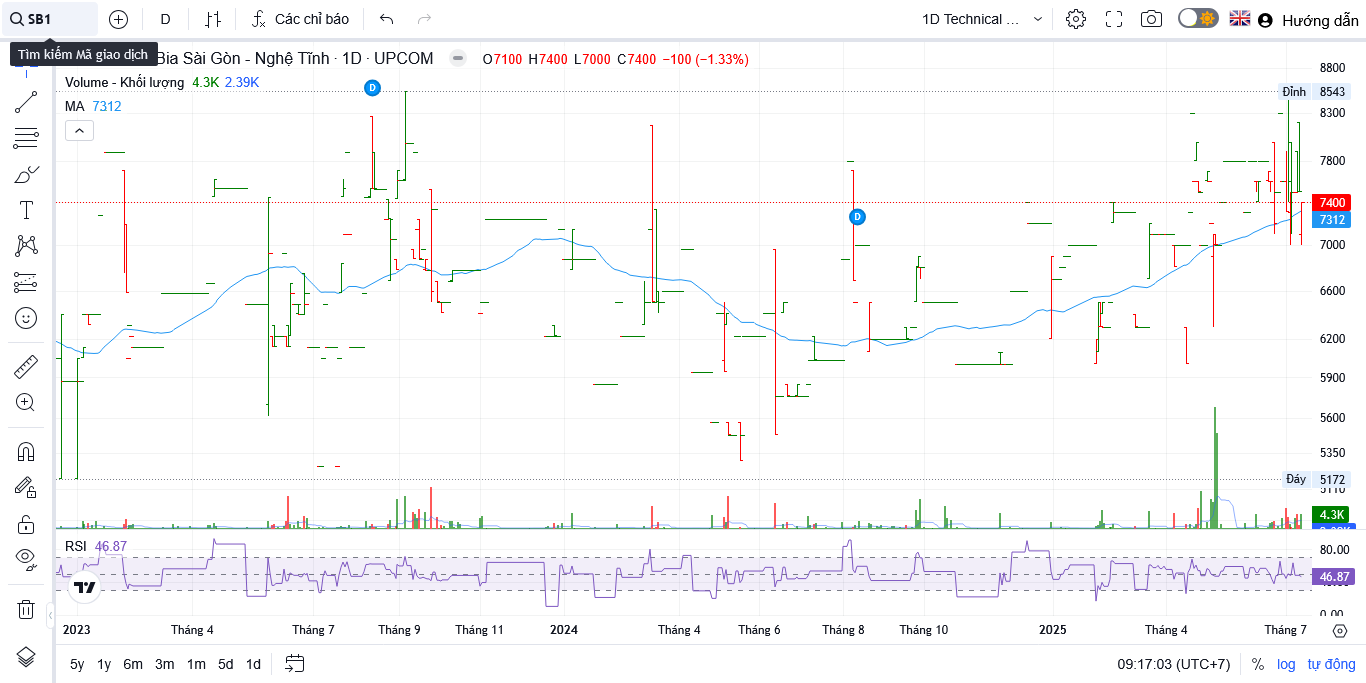 SB1 D Các chỉ báo 1D Technical ... Hướng dẫn
Tìm kiếm Mã giao dịch
Bia Sài Gòn - Nghệ Tĩnh · 1D · UPCOM O7100 H7400 L7000 C7400 −100 (−1.33%)
Volume - Khối lượng 4.3K 2.39K
MA 7312
D
D
8800
Đỉnh 8543
8300
7800
7400
7312
7000
6600
6200
5900
5600
5350
Đáy 5172
4.3K
RSI 46.87
80.00
46.87
0.00
2023 Tháng 4 Tháng 7 Tháng 9 Tháng 11 2024 Tháng 4 Tháng 6 Tháng 8 Tháng 10 2025 Tháng 4 Tháng 7
5y 1y 6m 3m 1m 5d 1d 09:17:03 (UTC+7) % log tự động